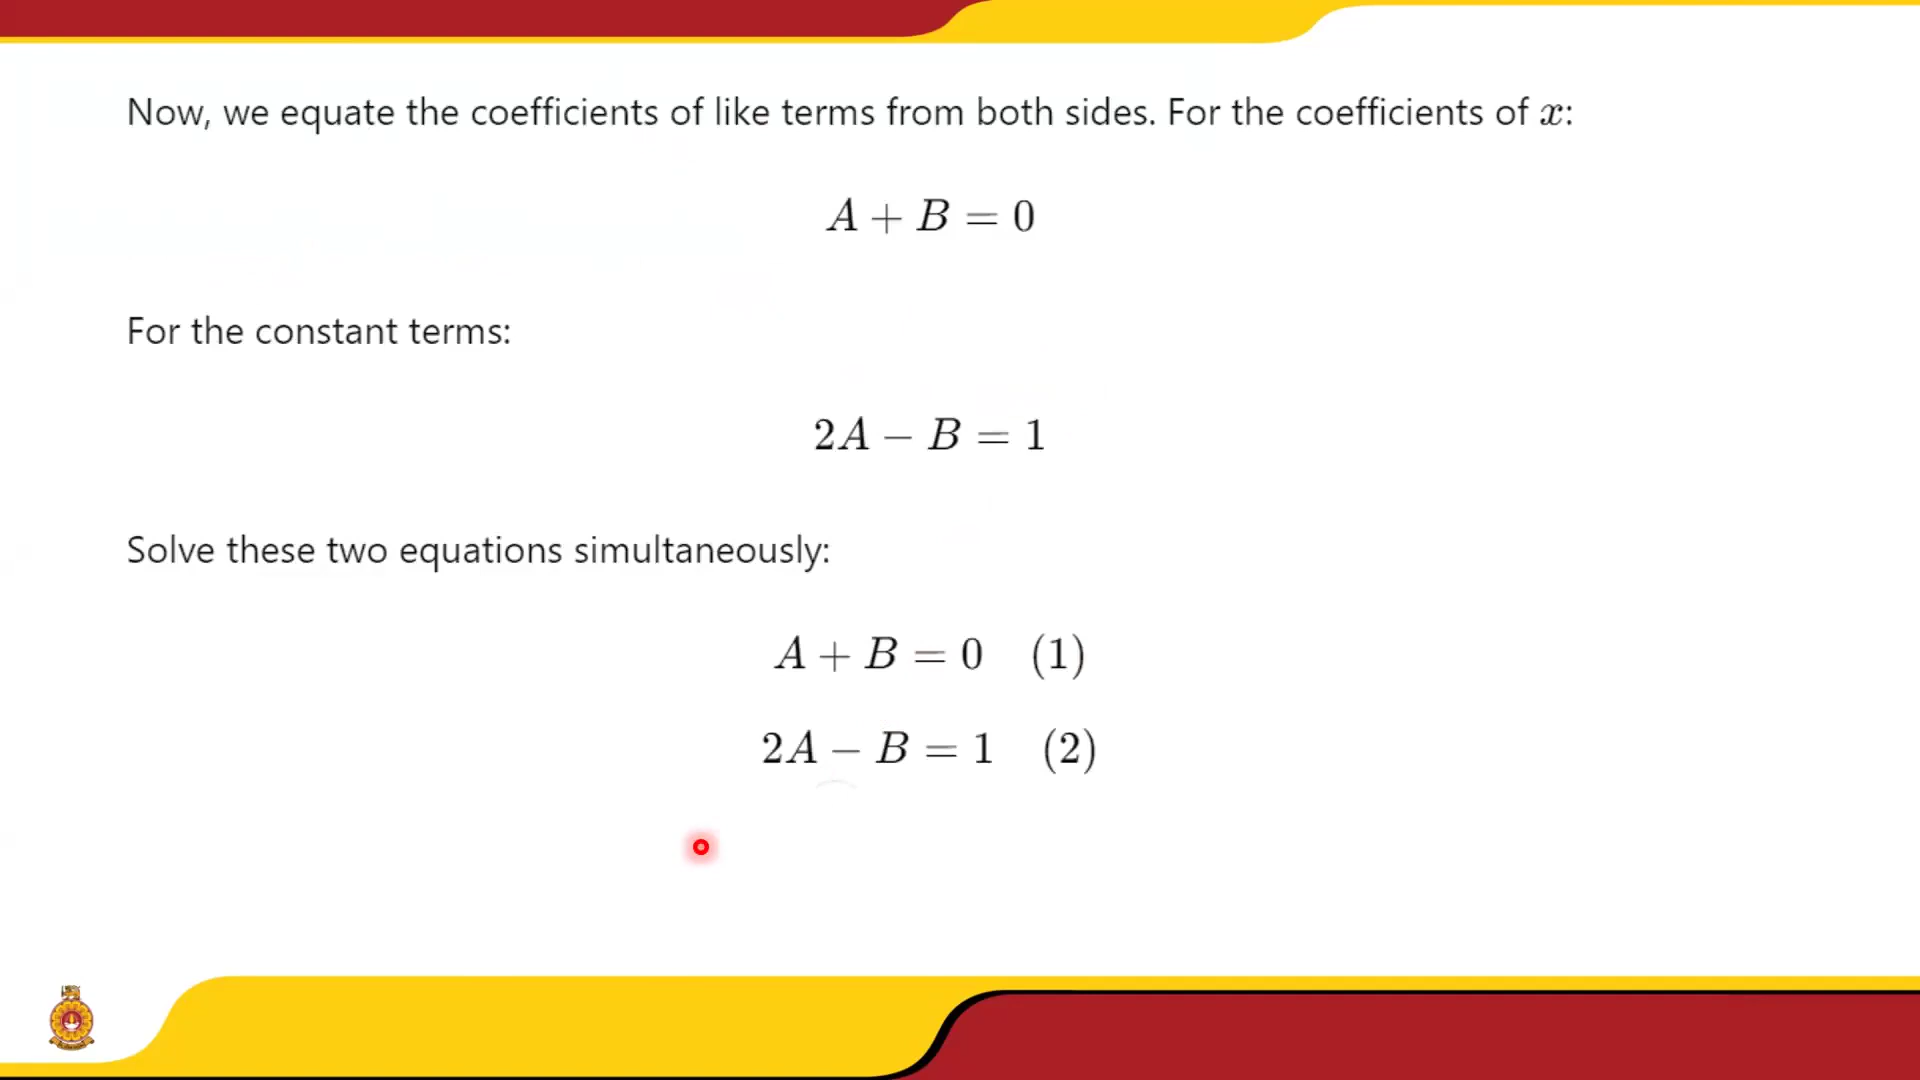 Now, we equate the coefficients of like terms from both sides. For the coefficients of x:
A + B = 0
For the constant terms:
2A − B = 1
Solve these two equations simultaneously:
A + B = 0 (1)
2A − B = 1 (2)